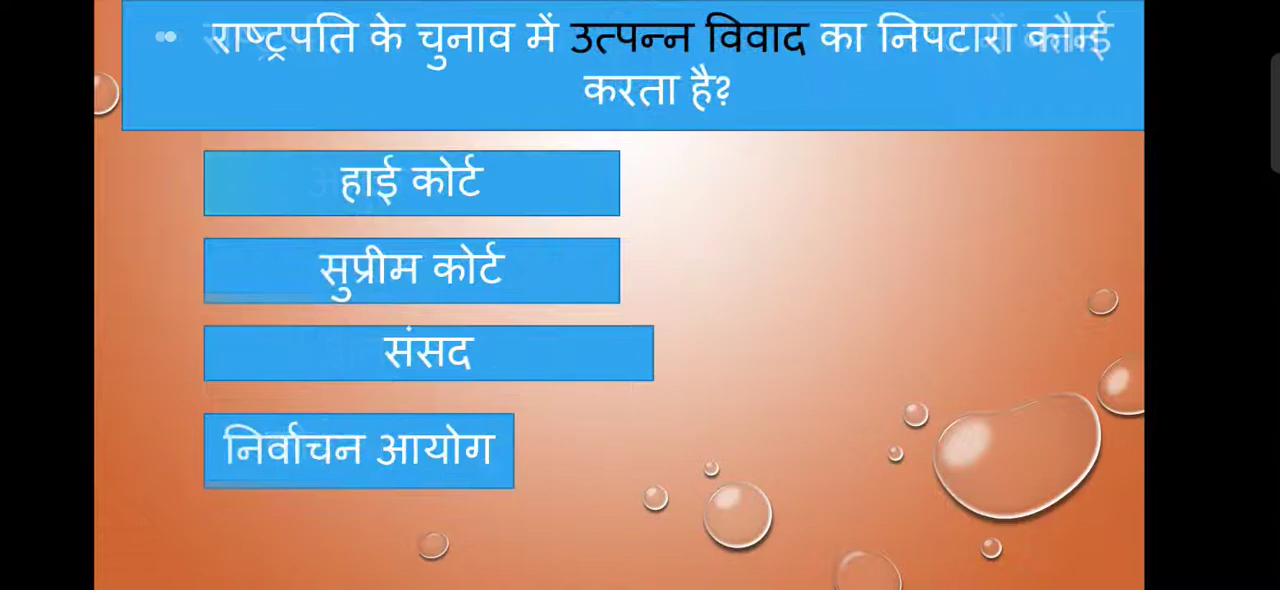 राष्ट्रपति के चुनाव में उत्पन्न विवाद का निपटारा
करता है?
हाई कोर्ट
सुप्रीम कोर्ट
संसद
निर्वाचन आयोग